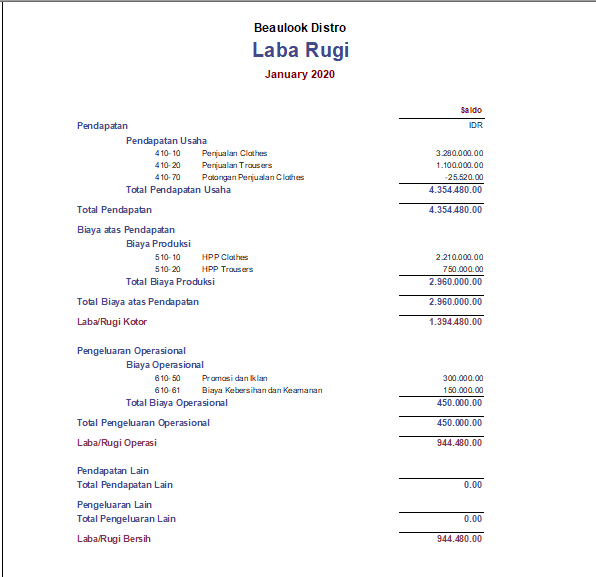 Beaulook Distro
Laba Rugi
January 2020
Saldo
Pendapatan IDR
Pendapatan Usaha
410-10 Penjualan Clothes 3.280.000.00
410-20 Penjualan Trousers 1.100.000.00
410-70 Potongan Penjualan Clothes -25.520.00
Total Pendapatan Usaha 4.354.480.00
Total Pendapatan 4.354.480.00
Biaya atas Pendapatan
Biaya Produksi
510-10 HPP Clothes 2.210.000.00
510-20 HPP Trousers 750.000.00
Total Biaya Produksi 2.960.000.00
Total Biaya atas Pendapatan 2.960.000.00
Laba/Rugi Kotor 1.394.480.00
Pengeluaran Operasional
Biaya Operasional
610-50 Promosi dan Iklan 300.000.00
610-61 Biaya Kebersihan dan Keamanan 150.000.00
Total Biaya Operasional 450.000.00
Total Pengeluaran Operasional 450.000.00
Laba/Rugi Operasi 944.480.00
Pendapatan Lain
Total Pendapatan Lain 0.00
Pengeluaran Lain
Total Pengeluaran Lain 0.00
Laba/Rugi Bersih 944.480.00